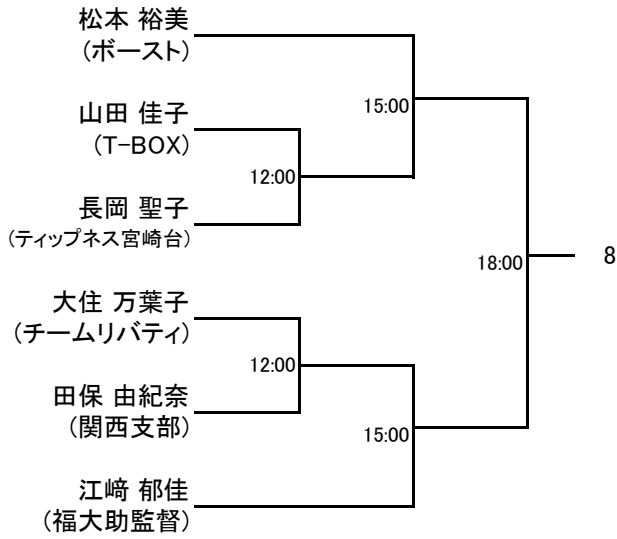 松本 裕美
(ボースト)
15:00
山田 佳子
(T-BOX)
12:00
長岡 聖子
(ティップネス宮崎台)
18:00
8
大住 万葉子
(チームリバティ)
12:00
田保 由紀奈
(関西支部)
15:00
江﨑 郁佳
(福大助監督)